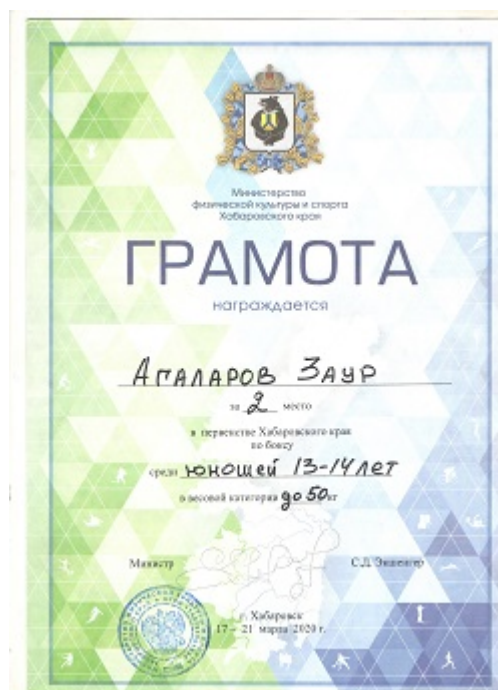 Министерство
физической культуры и спорта
Хабаровского края
ГРАМОТА
награждается
Агаларов Заур
за 2 место
в первенстве Хабаровского края
по боксу
среди юношей 13-14 лет
в весовой категории до 50 кг
Министр С.Д.
г. Хабаровск
17 – 21 марта 2020 г.